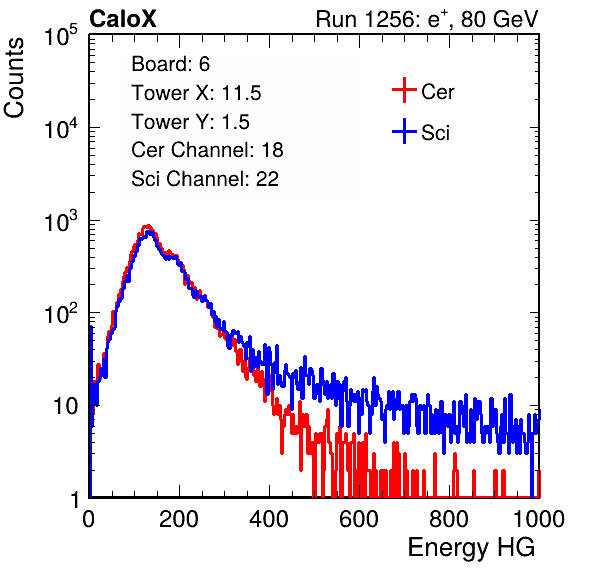 CaloX Run 1256: e⁺, 80 GeV
Counts
10⁵
10⁴
10³
10²
10
1
Board: 6
Tower X: 11.5
Tower Y: 1.5
Cer Channel: 18
Sci Channel: 22
Cer
Sci
0 200 400 600 800 1000
Energy HG